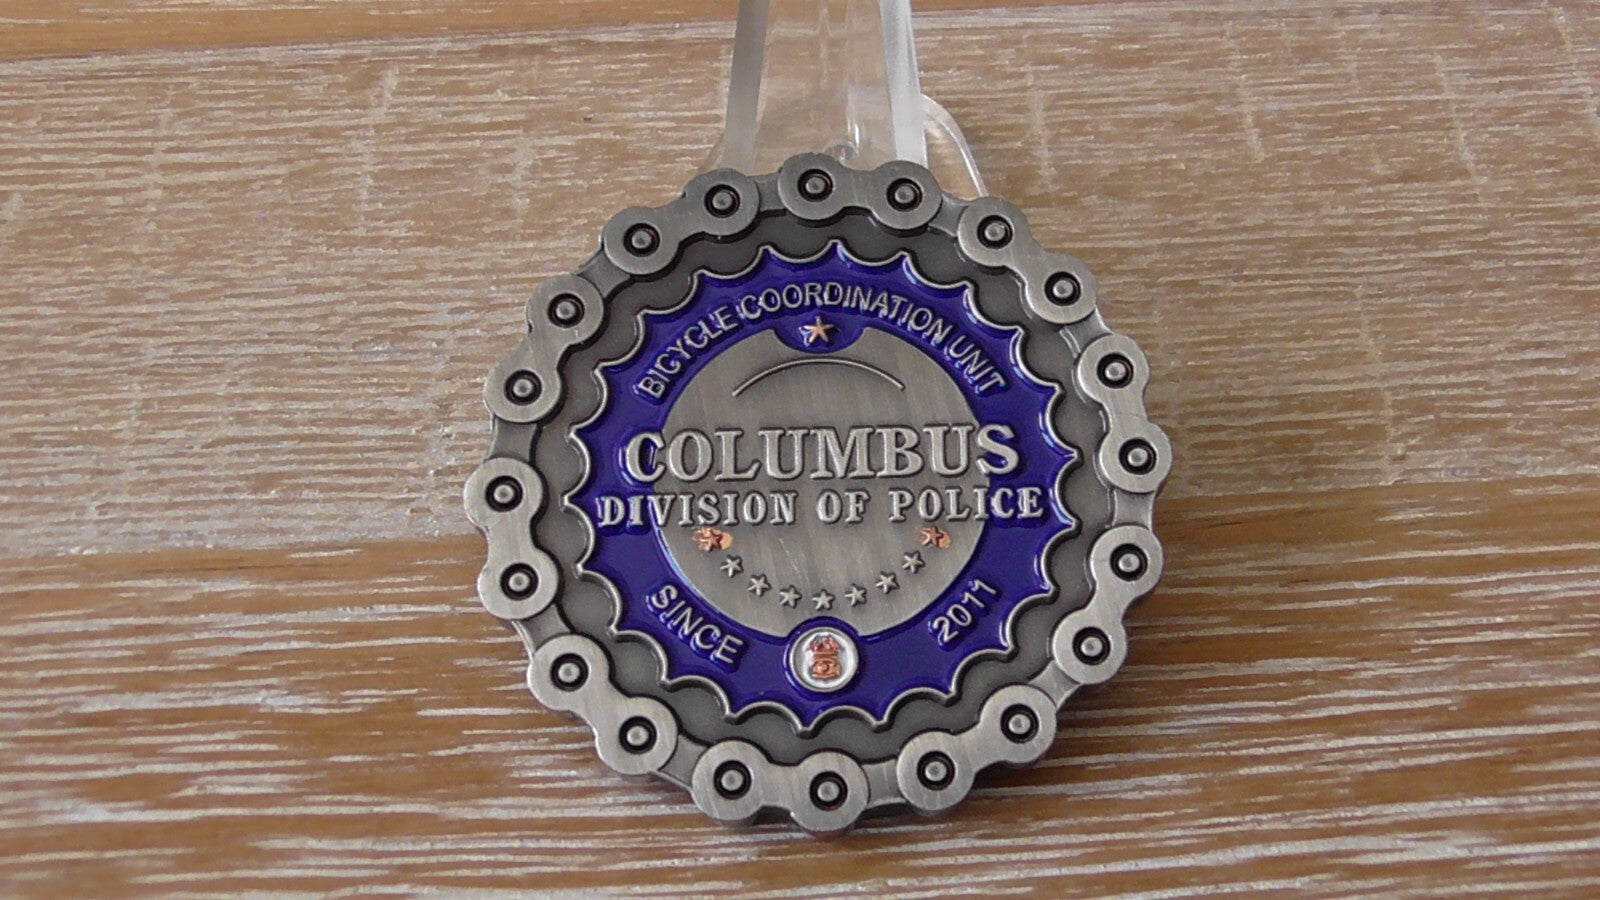 BICYCLE COORDINATION UNIT
COLUMBUS
DIVISION OF POLICE
SINCE 2011